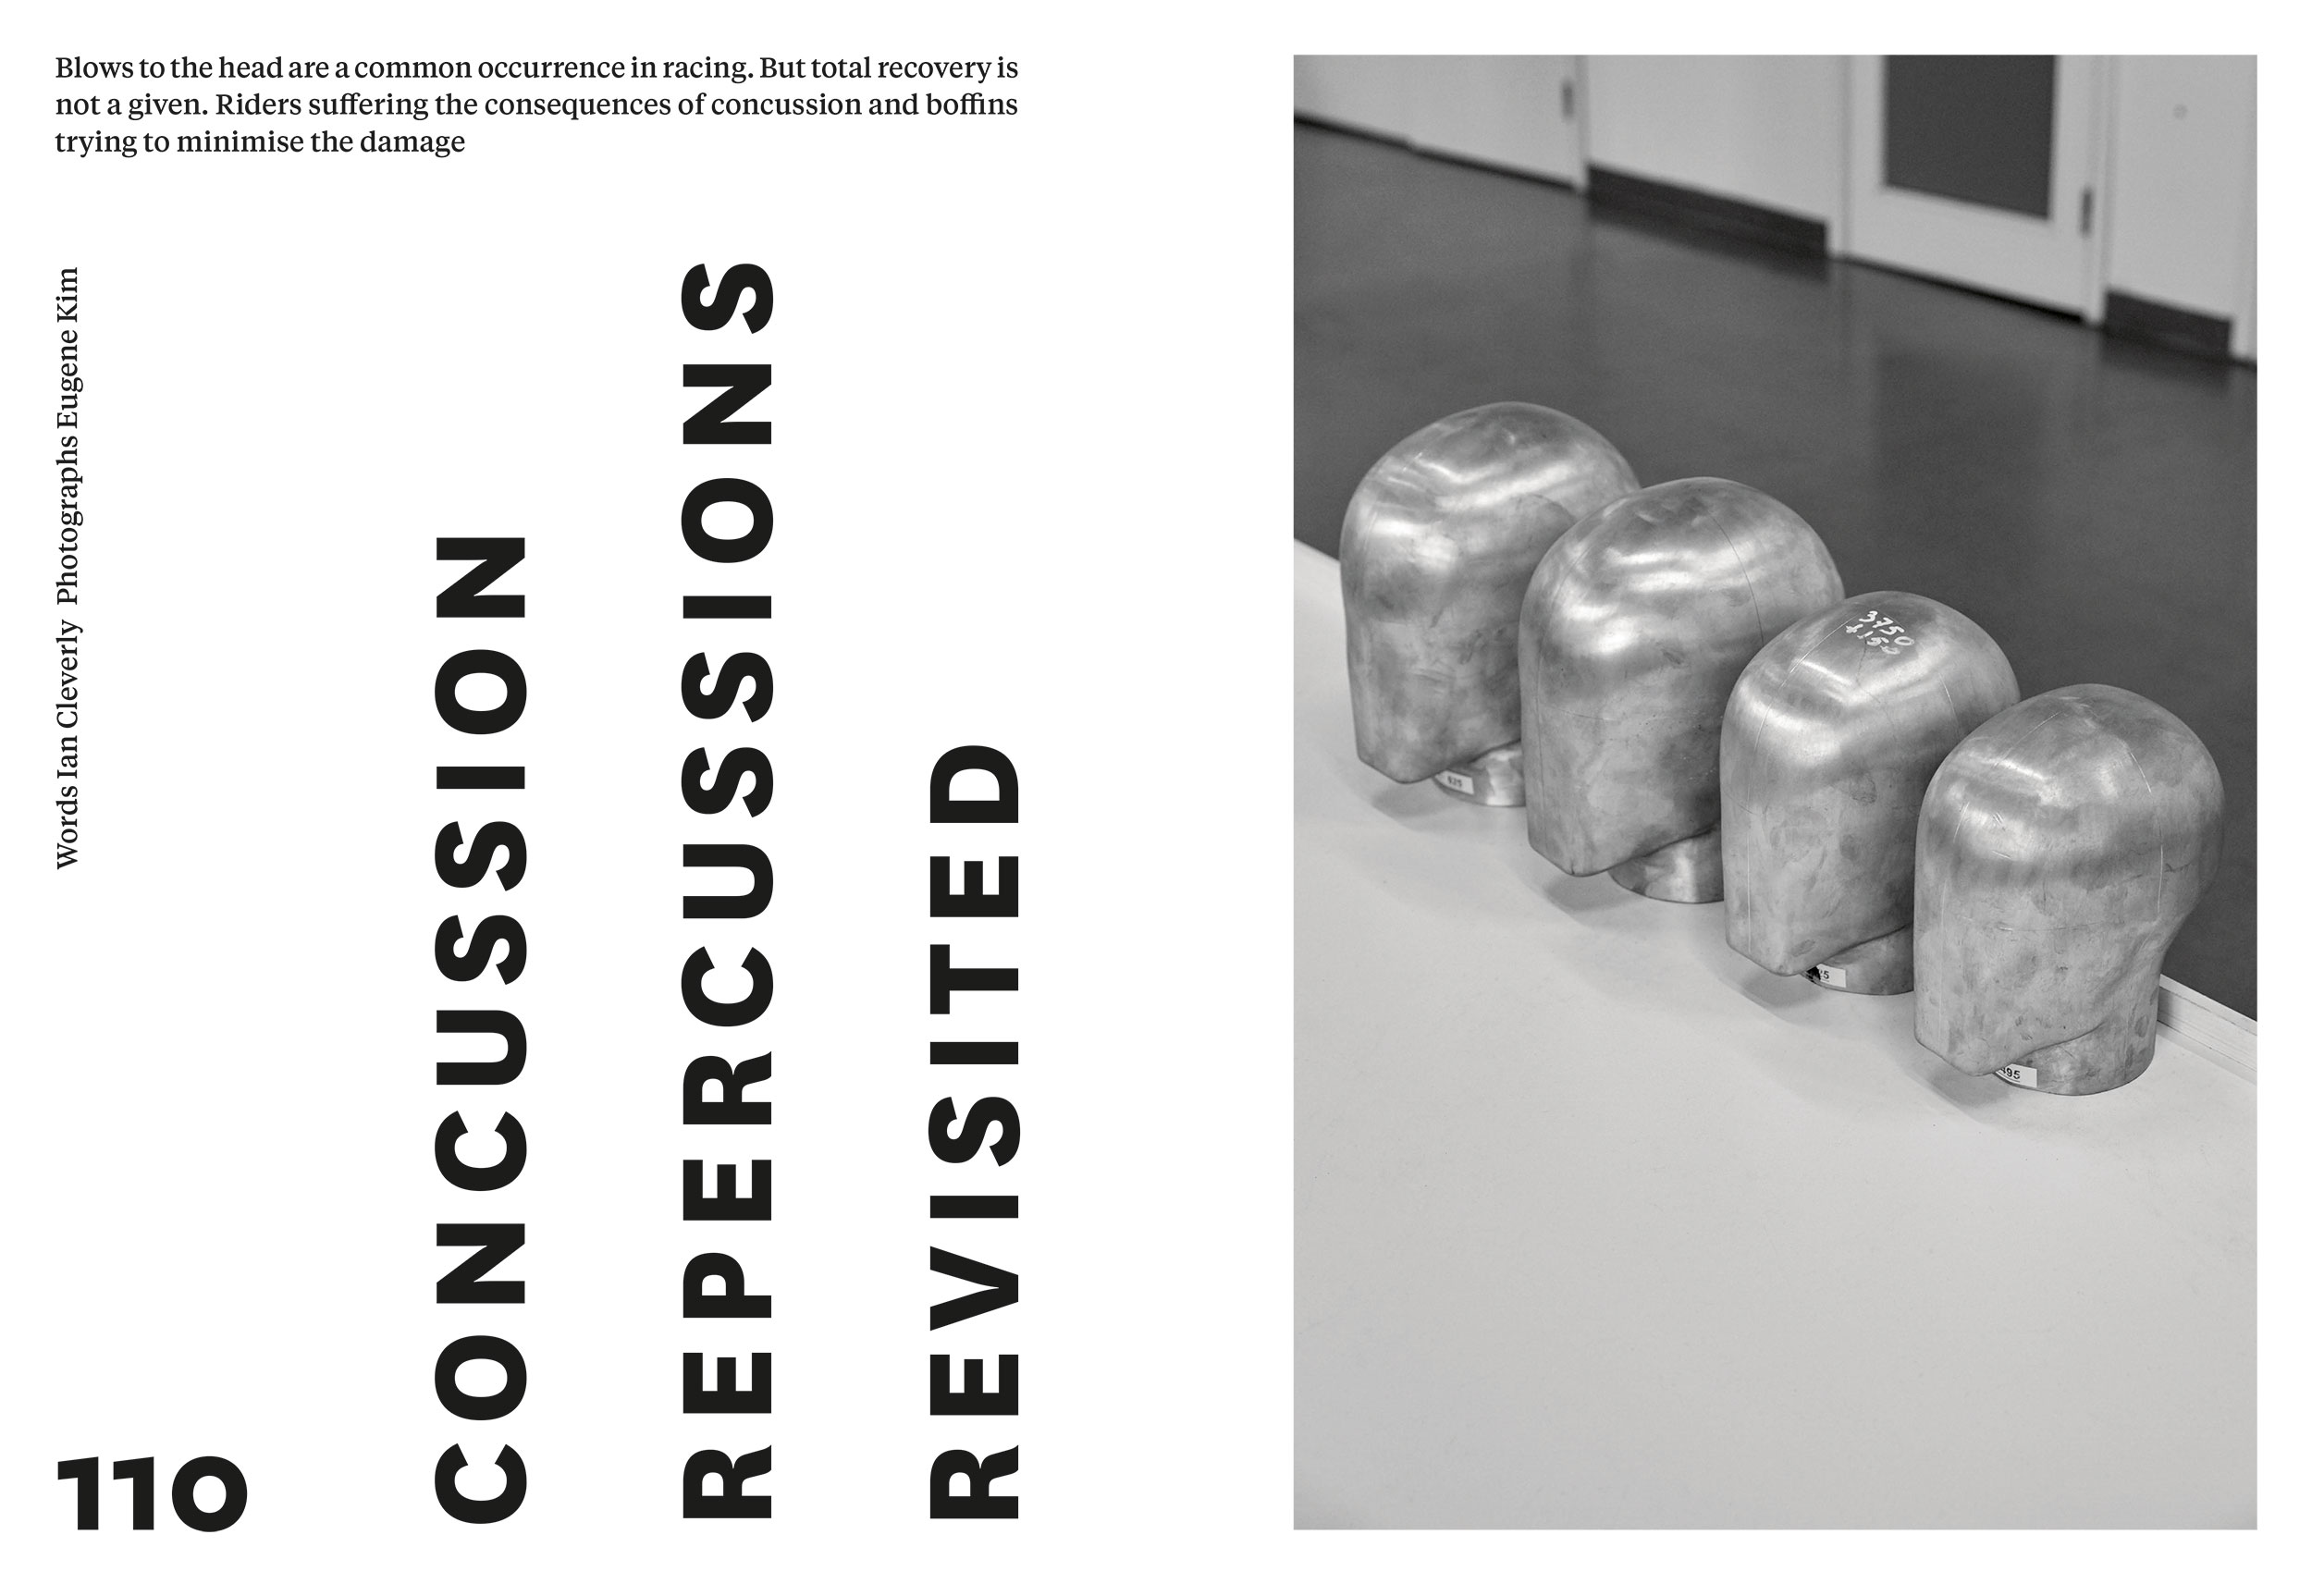 Blows to the head are a common occurrence in racing. But total recovery is
not a given. Riders suffering the consequences of concussion and boffins
trying to minimise the damage
Words Ian Cleverly Photographs Eugene Kim
CONCUSSION
REPERCUSSIONS
REVISITED
110
3750
+150
495